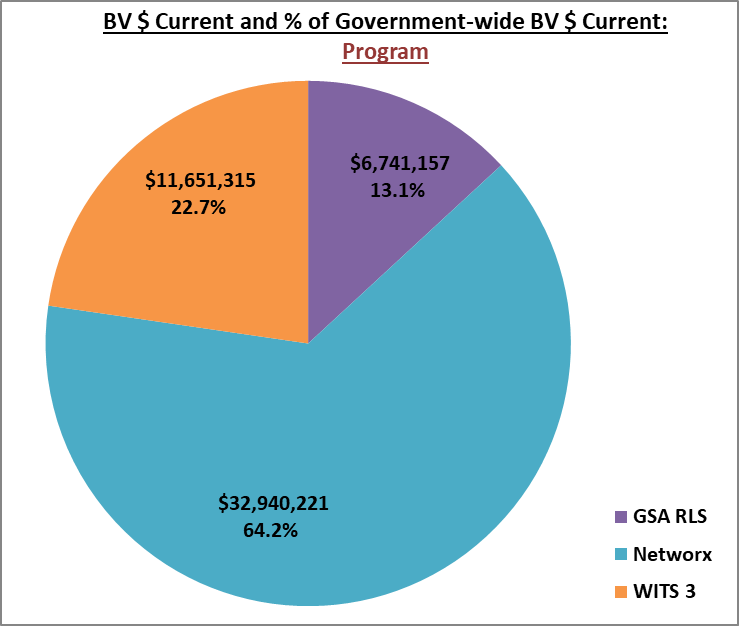 BV $ Current and % of Government-wide BV $ Current:
Program
$6,741,157
13.1%
$11,651,315
22.7%
$32,940,221
64.2%
GSA RLS
Networx
WITS 3